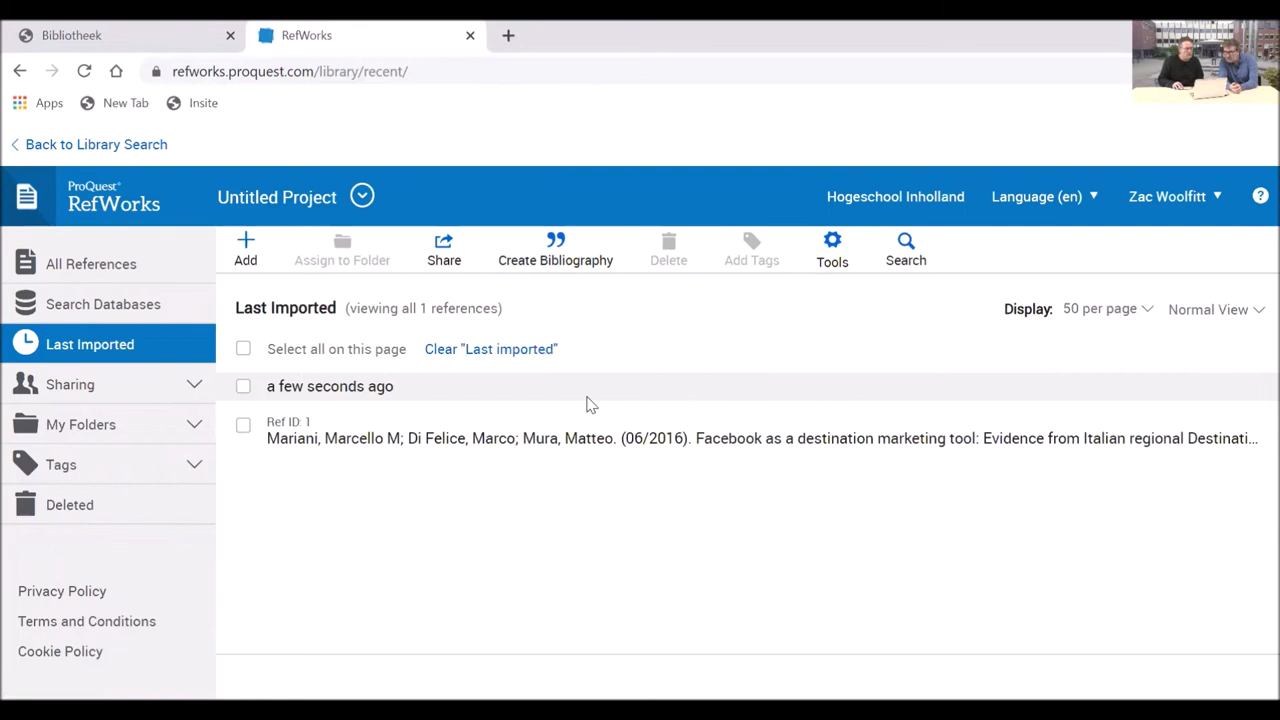 Bibliotheek
RefWorks
refworks.proquest.com/library/recent/
Apps New Tab Insite
Back to Library Search
ProQuest®
RefWorks
Untitled Project
Hogeschool Inholland Language (en) Zac Woolfitt ?
Add Assign to Folder Share Create Bibliography Delete Add Tags Tools Search
All References
Search Databases
Last Imported
Sharing
My Folders
Tags
Deleted
Privacy Policy
Terms and Conditions
Cookie Policy
Last Imported (viewing all 1 references) Display: 50 per page Normal View
Select all on this page Clear "Last imported"
a few seconds ago
Ref ID: 1
Mariani, Marcello M; Di Felice, Marco; Mura, Matteo. (06/2016). Facebook as a destination marketing tool: Evidence from Italian regional Destinati...